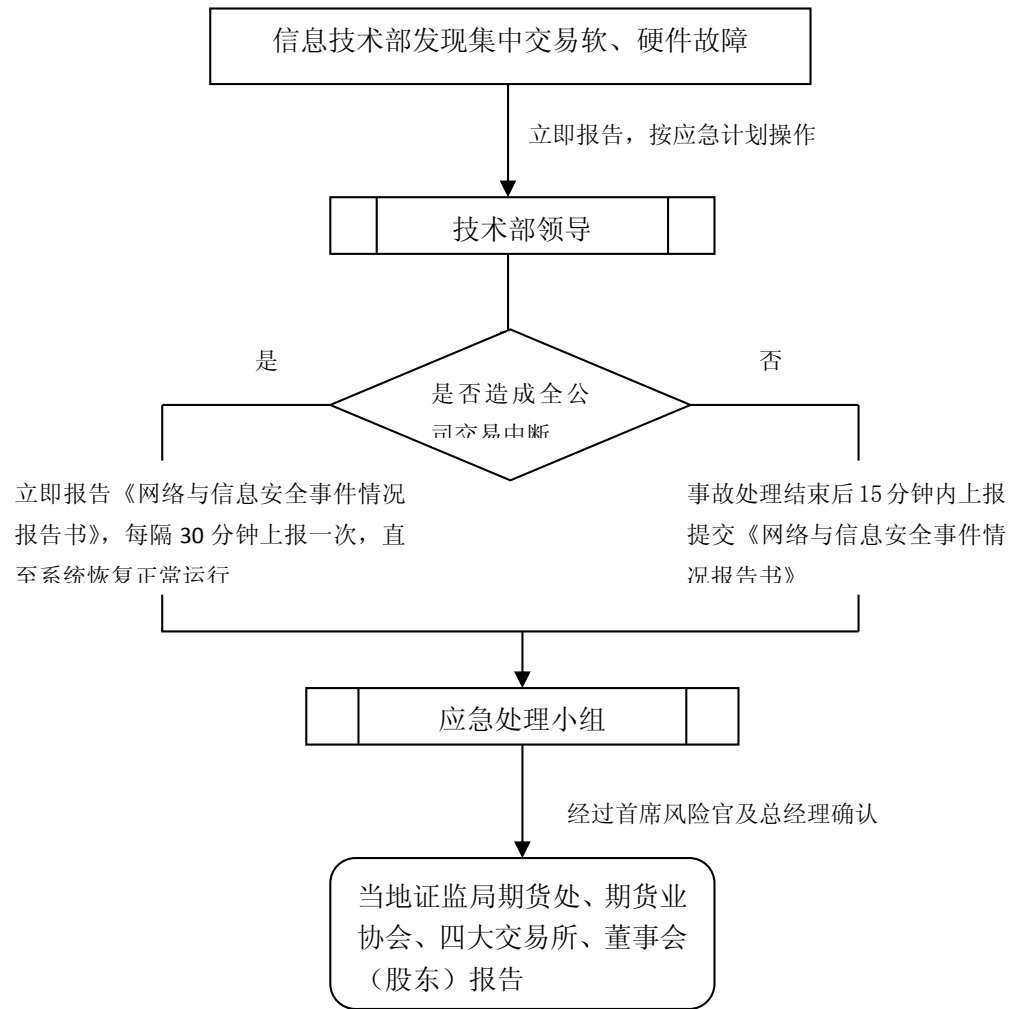 信息技术部发现集中交易软、硬件故障
立即报告，按应急计划操作
技术部领导
是
否
是否造成全公
司交易中断
立即报告《网络与信息安全事件情况
报告书》，每隔 30 分钟上报一次，直
至系统恢复正常运行
事故处理结束后 15 分钟内上报
提交《网络与信息安全事件情
况报告书》
应急处理小组
经过首席风险官及总经理确认
当地证监局期货处、期货业
协会、四大交易所、董事会
（股东）报告